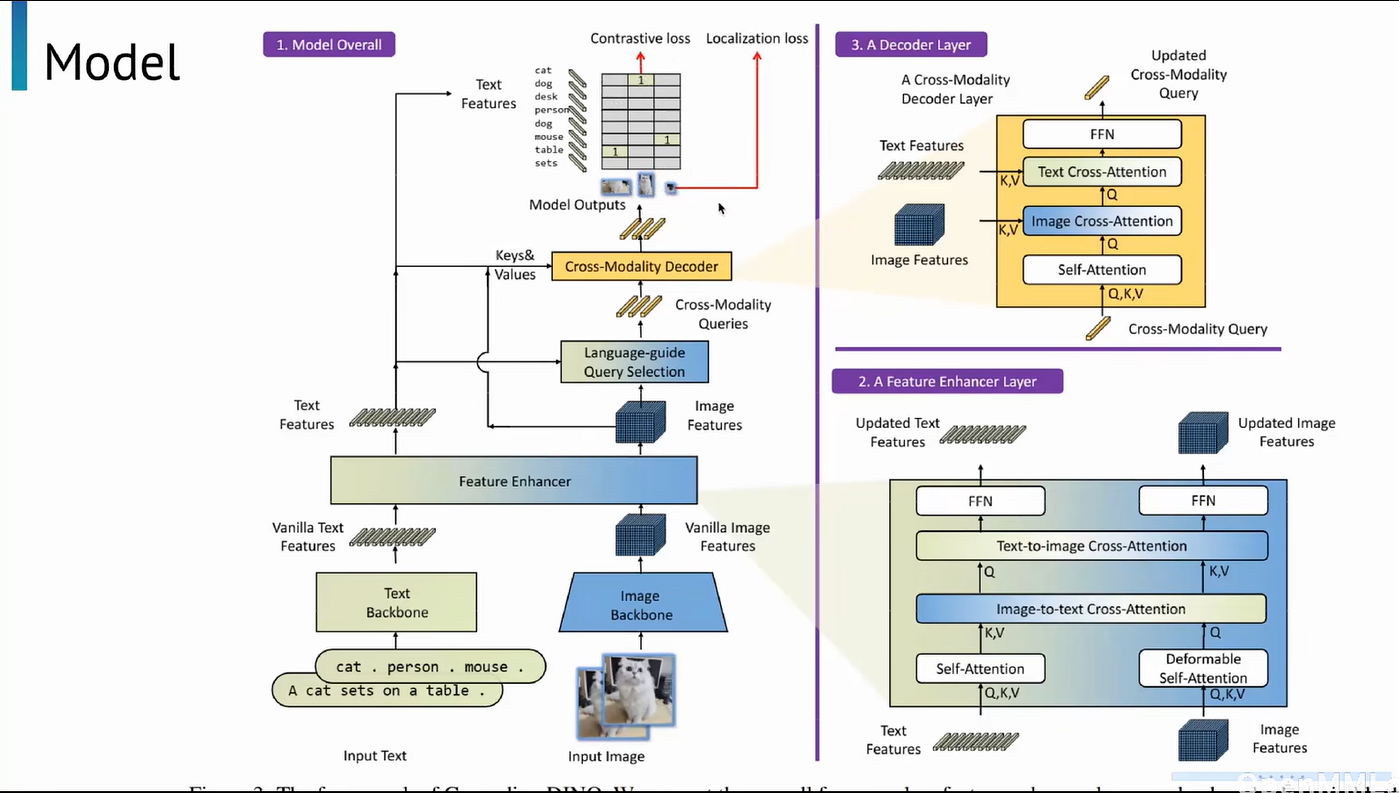 Model
1. Model Overall
Contrastive loss
Localization loss
Text
Features
cat
dog
desk
person
dog
mouse
table
sets
1
1
1
Model Outputs
Keys&
Values
Cross-Modality Decoder
Cross-Modality
Queries
Language-guide
Query Selection
Text
Features
Image
Features
Feature Enhancer
Vanilla Text
Features
Vanilla Image
Features
Text
Backbone
Image
Backbone
cat . person . mouse .
A cat sets on a table .
Input Text
Input Image
3. A Decoder Layer
A Cross-Modality
Decoder Layer
Updated
Cross-Modality
Query
FFN
Text Features
K,V
Text Cross-Attention
Q
K,V
Image Cross-Attention
Image Features
Q
Self-Attention
Q,K,V
Cross-Modality Query
2. A Feature Enhancer Layer
Updated Text
Features
Updated Image
Features
FFN
FFN
Text-to-image Cross-Attention
Q
K,V
Image-to-text Cross-Attention
K,V
Q
Self-Attention
Deformable
Self-Attention
Q,K,V
Q,K,V
Text
Features
Image
Features